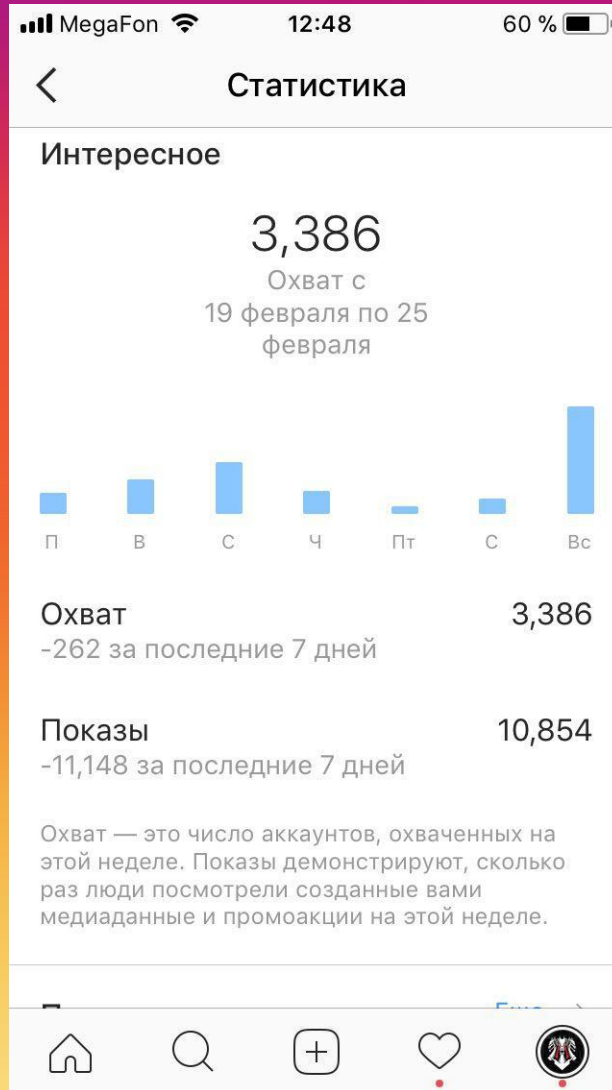 MegaFon 12:48 60 %
Статистика
Интересное
3,386
Охват с
19 февраля по 25
февраля
П В С Ч Пт С Вс
Охват 3,386
-262 за последние 7 дней
Показы 10,854
-11,148 за последние 7 дней
Охват — это число аккаунтов, охваченных на
этой неделе. Показы демонстрируют, сколько
раз люди посмотрели созданные вами
медиаданные и промоакции на этой неделе.